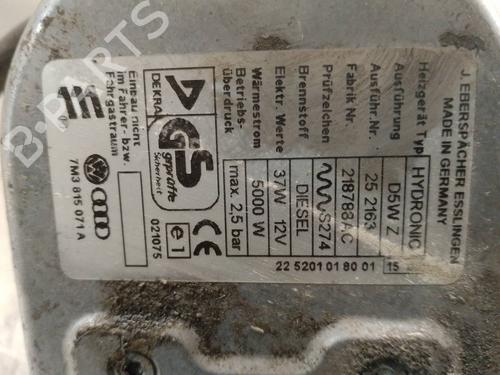 J. EBERSPÄCHER ESSLINGEN
MADE IN GERMANY
Heizgerät Typ HYDRONIC
Ausführung D5W Z
Ausführ.Nr. 25 2163
Fabrik Nr. 218788AC
Prüfzeichen S274
Brennstoff DIESEL
Elektr. Werte 37W 12V
Wärmestrom 5000 W
Betriebs-
überdruck max. 2,5 bar
22 5201 01 80 01
15
DEKRA
GS
geprüfte
Sicherheit
e1
021075
CE
Einbau nicht
im Fahrer- bzw.
Fahrgastraum
7M3 815 071 A
B-PARTS